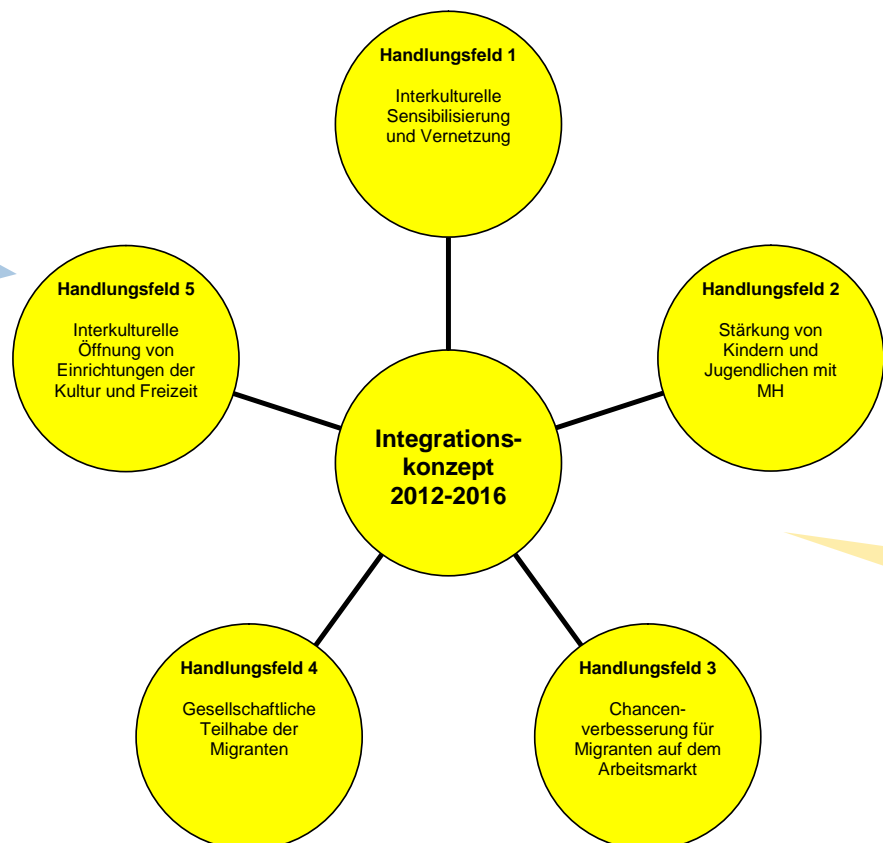 Handlungsfeld 1
Interkulturelle
Sensibilisierung
und Vernetzung
Handlungsfeld 5
Interkulturelle
Öffnung von
Einrichtungen der
Kultur und Freizeit
Handlungsfeld 2
Stärkung von
Kindern und
Jugendlichen mit
MH
Integrations-
konzept
2012-2016
Handlungsfeld 4
Gesellschaftliche
Teilhabe der
Migranten
Handlungsfeld 3
Chancen-
verbesserung für
Migranten auf dem
Arbeitsmarkt